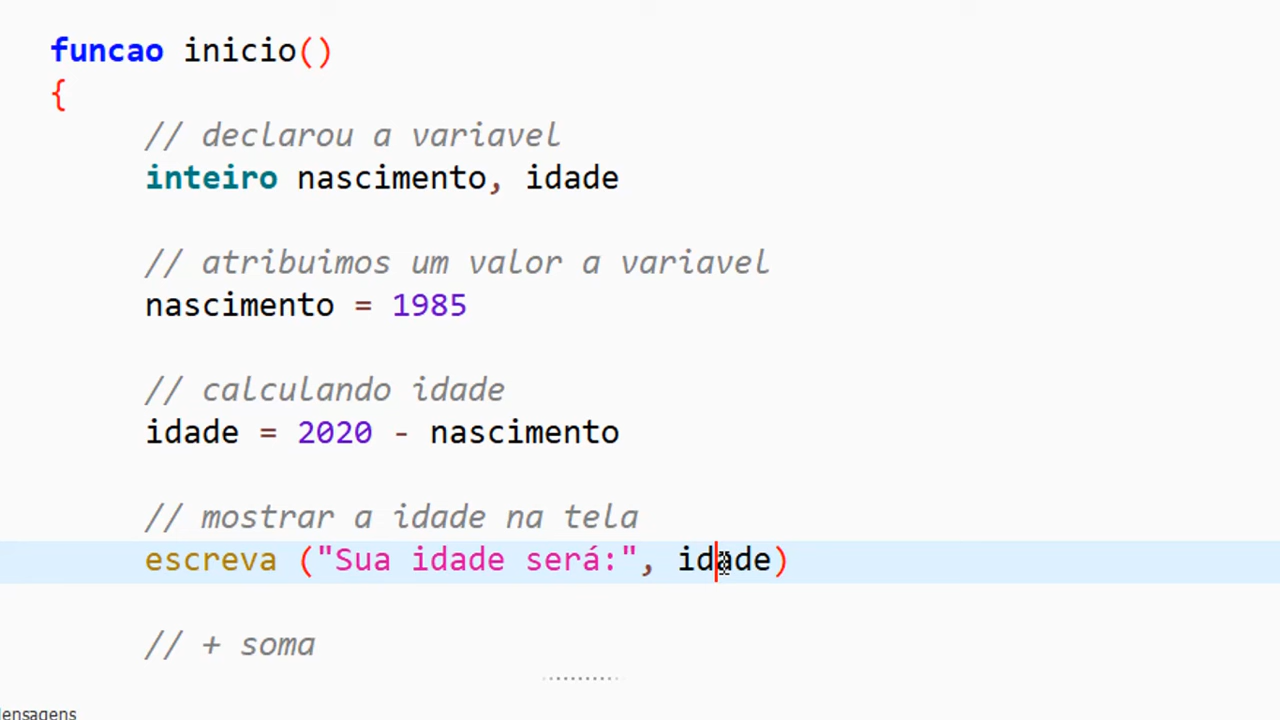 funcao inicio()
{
// declarou a variavel
inteiro nascimento, idade
// atribuimos um valor a variavel
nascimento = 1985
// calculando idade
idade = 2020 - nascimento
// mostrar a idade na tela
escreva ("Sua idade será:", idade)
// + soma